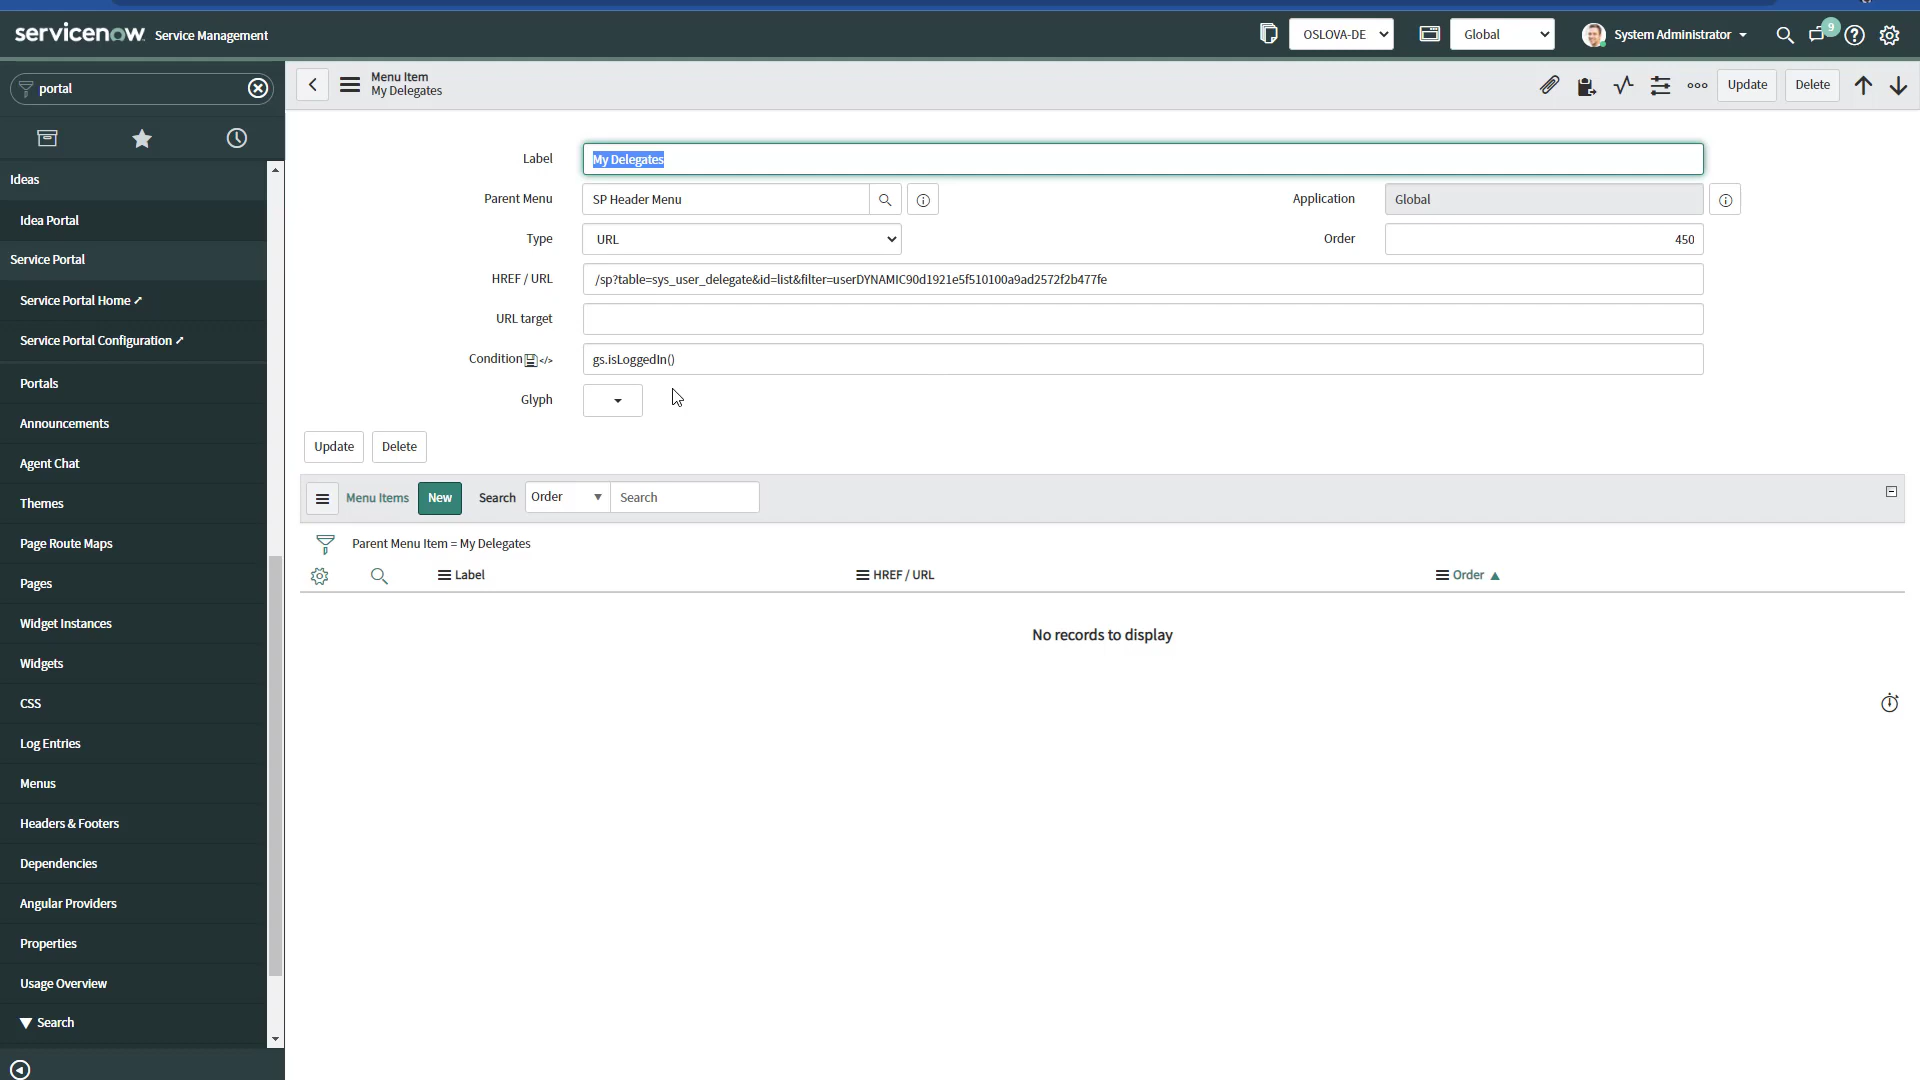 servicenow Service Management
OSLOVA-DE
Global
System Administrator
9
portal
Menu Item
My Delegates
Update
Delete
Ideas
Idea Portal
Service Portal
Service Portal Home
Service Portal Configuration
Portals
Announcements
Agent Chat
Themes
Page Route Maps
Pages
Widget Instances
Widgets
CSS
Log Entries
Menus
Headers & Footers
Dependencies
Angular Providers
Properties
Usage Overview
Search
Label My Delegates
Parent Menu SP Header Menu
Application Global
Type URL
Order 450
HREF / URL /sp?table=sys_user_delegate&id=list&filter=userDYNAMIC90d1921e5f510100a9ad2572f2b477fe
URL target
Condition </> gs.isLoggedIn()
Glyph
Update Delete
Menu Items New Search Order Search
Parent Menu Item = My Delegates
Label HREF / URL Order
No records to display